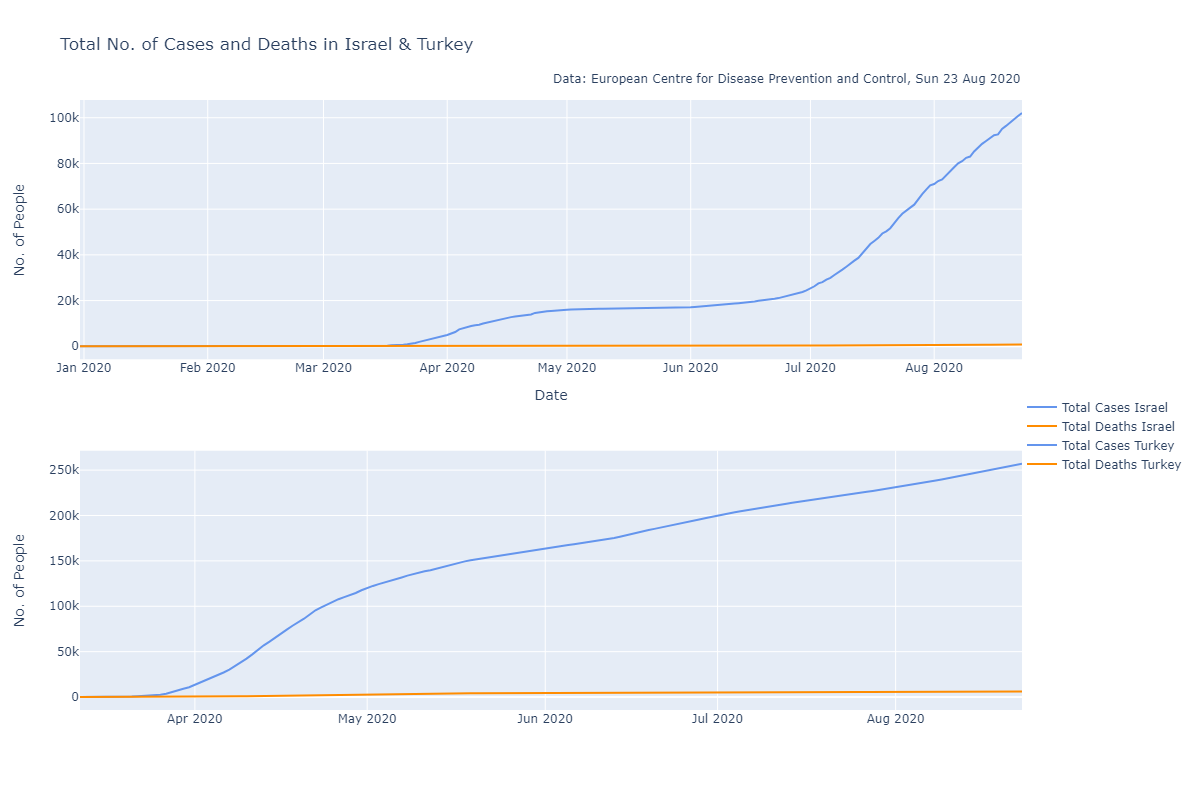 Total No. of Cases and Deaths in Israel & Turkey
Data: European Centre for Disease Prevention and Control, Sun 23 Aug 2020
No. of People
100k
80k
60k
40k
20k
0
Jan 2020 Feb 2020 Mar 2020 Apr 2020 May 2020 Jun 2020 Jul 2020 Aug 2020
Date
Total Cases Israel
Total Deaths Israel
Total Cases Turkey
Total Deaths Turkey
No. of People
250k
200k
150k
100k
50k
0
Apr 2020 May 2020 Jun 2020 Jul 2020 Aug 2020